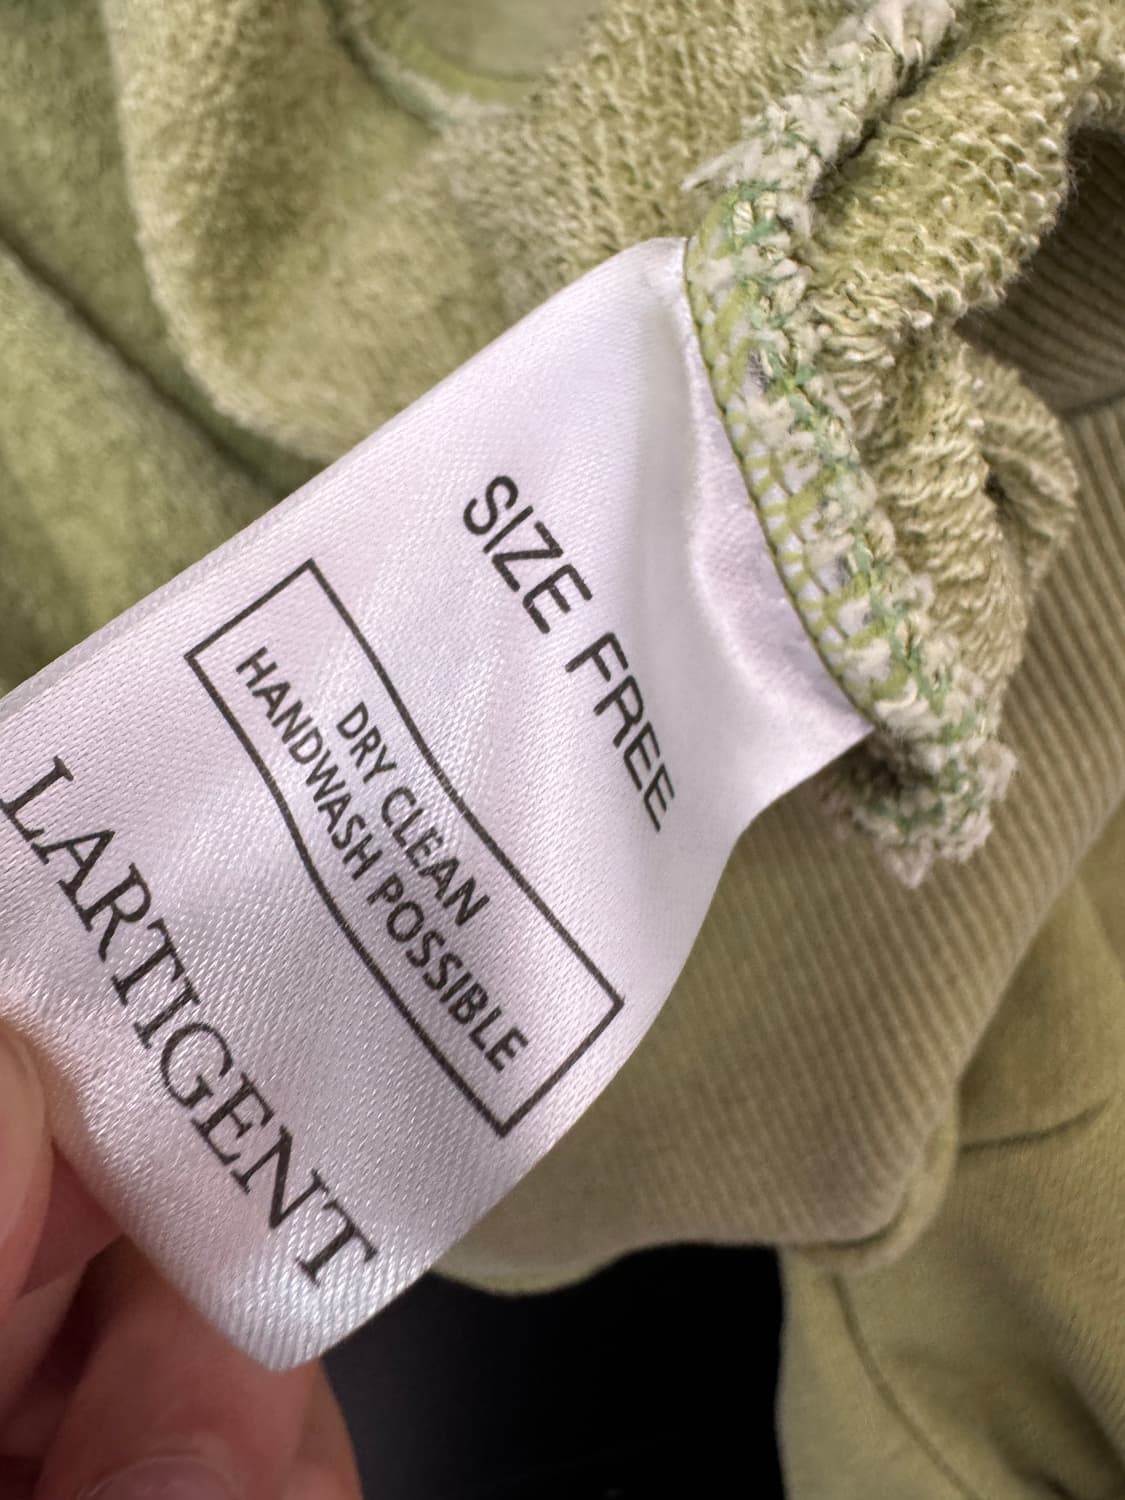 SIZE FREE
DRY CLEAN
HANDWASH POSSIBLE
LARTIGENT